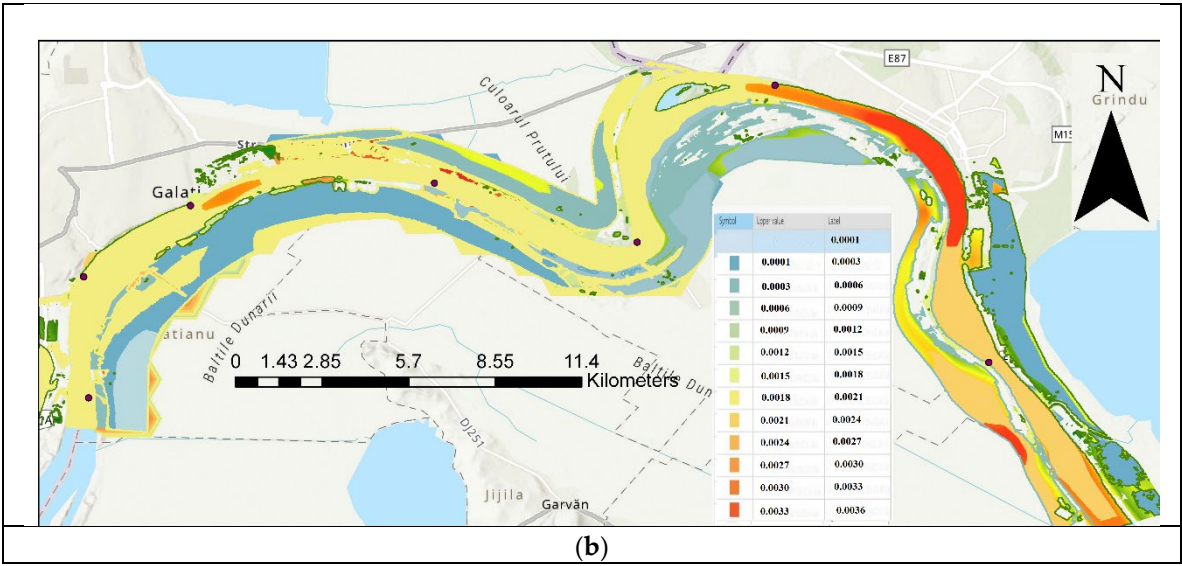 E87
N
Grindu
M15
Culoarul Prutului
Str
Galați
atianu
Baltile Dunarii
Baltile Dun
0 1.43 2.85 5.7 8.55 11.4
Kilometers
DJ251
Jijila
Garvăn
Symbol Upper value Label
0.0001
0.0001 0.0003
0.0003 0.0006
0.0006 0.0009
0.0009 0.0012
0.0012 0.0015
0.0015 0.0018
0.0018 0.0021
0.0021 0.0024
0.0024 0.0027
0.0027 0.0030
0.0030 0.0033
0.0033 0.0036
(b)